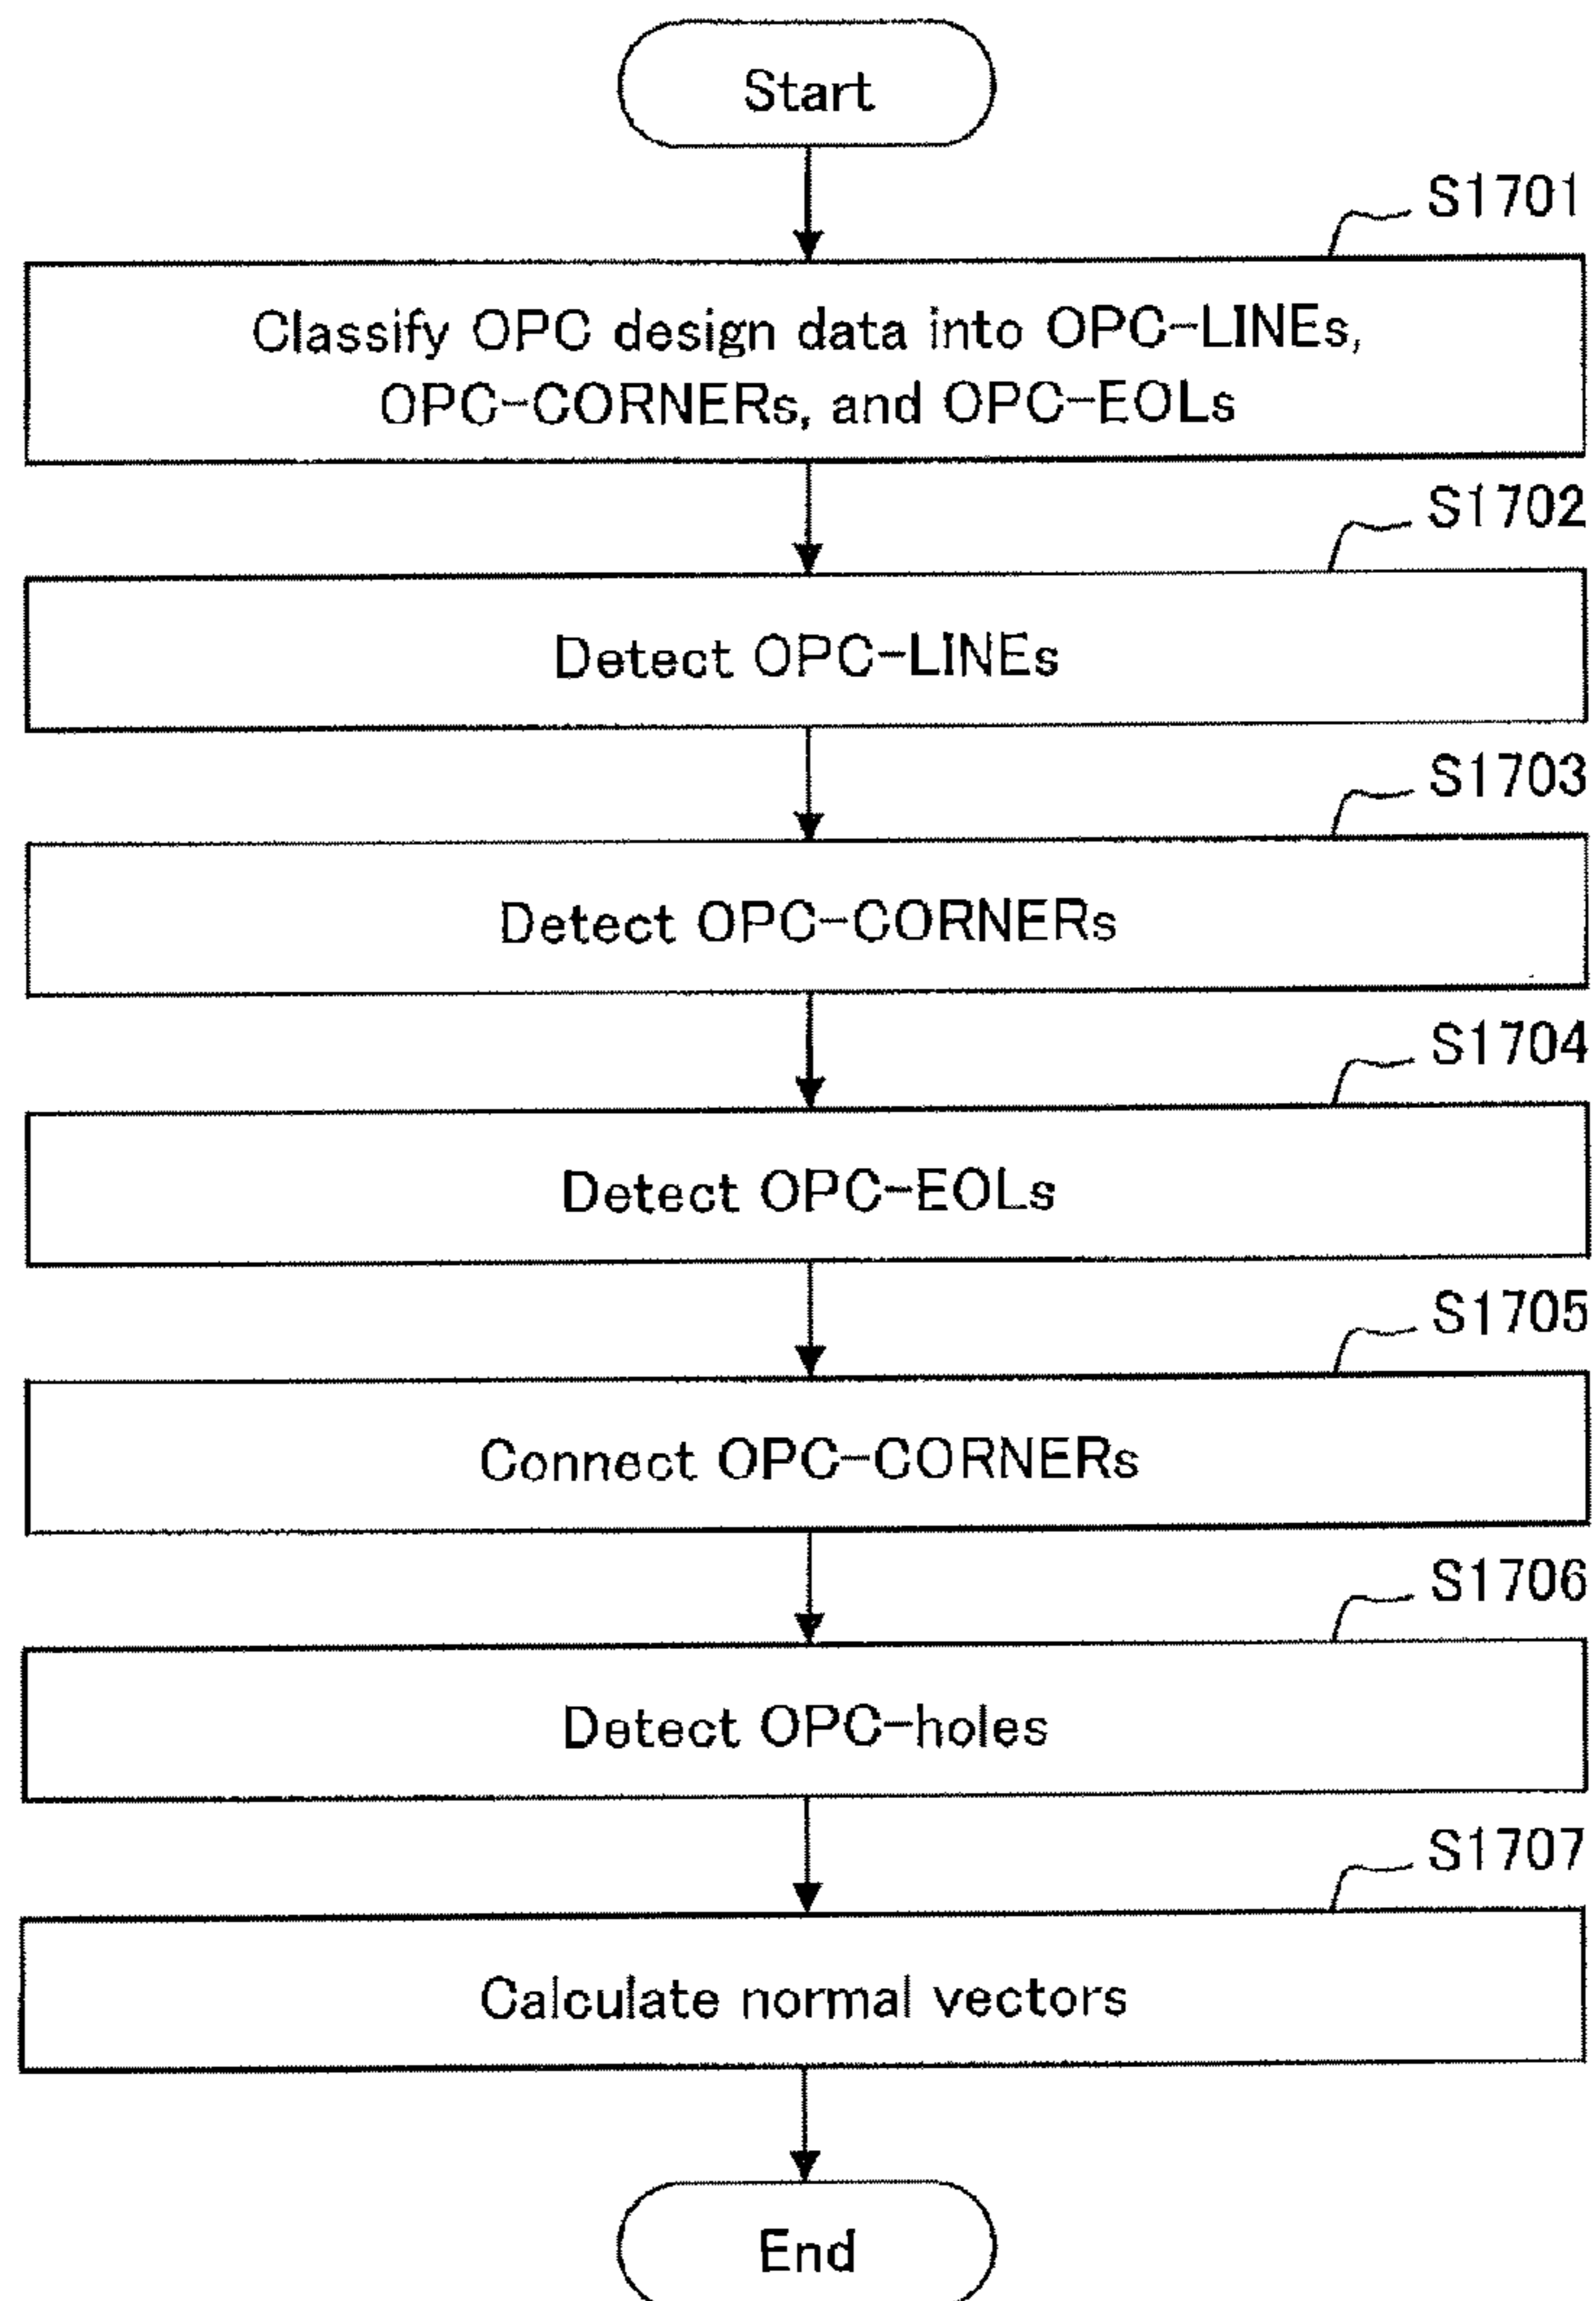 Start
S1701
Classify OPC design data into OPC-LINEs,
OPC-CORNERs, and OPC-EOLs
S1702
Detect OPC-LINEs
S1703
Detect OPC-CORNERs
S1704
Detect OPC-EOLs
S1705
Connect OPC-CORNERs
S1706
Detect OPC-holes
S1707
Calculate normal vectors
End